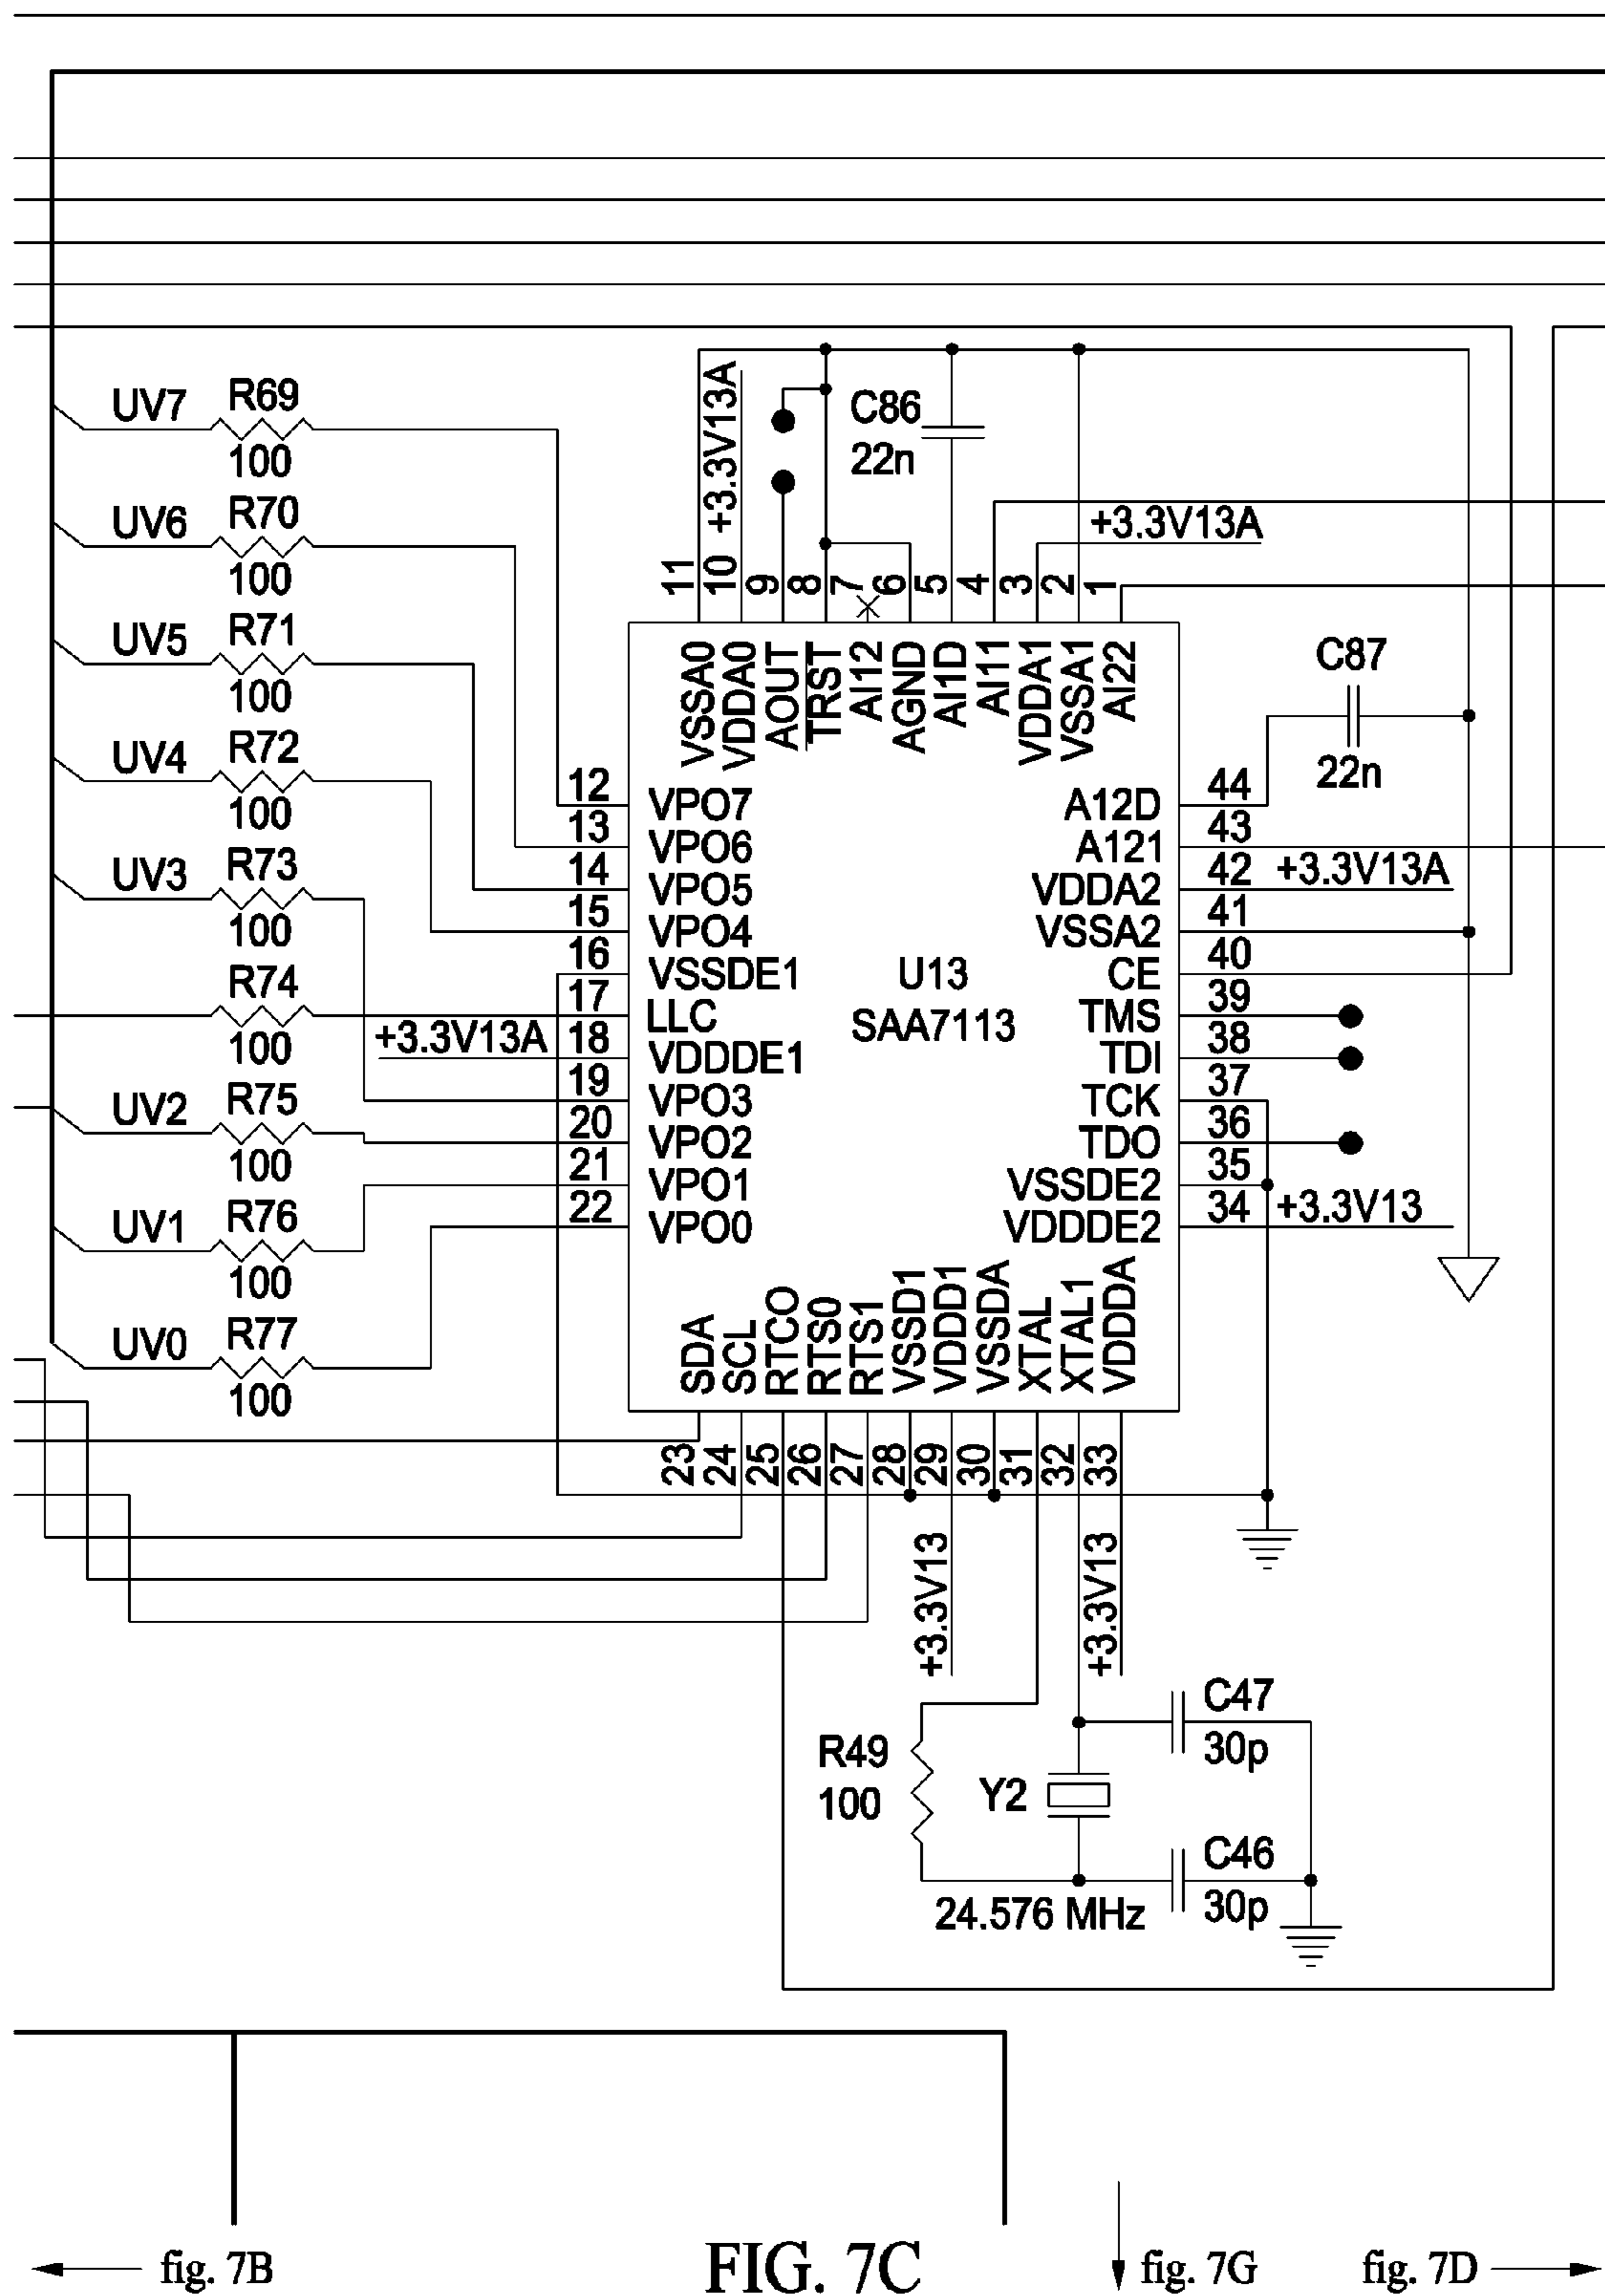 UV7
R69
100
UV6
R70
100
UV5
R71
100
UV4
R72
100
UV3
R73
100
R74
100
UV2
R75
100
UV1
R76
100
UV0
R77
100
+3.3V13A
C86
22n
+3.3V13A
11
10
9
8
7
6
5
4
3
2
1
VSSA0
VDDA0
AOUT
TRST
AI12
AGND
AI1D
AI11
VDDA1
VSSA1
AI22
C87
22n
12 VPO7
13 VPO6
14 VPO5
15 VPO4
16 VSSDE1
17 LLC
+3.3V13A 18 VDDDE1
19 VPO3
20 VPO2
21 VPO1
22 VPO0
U13
SAA7113
A12D 44
A121 43
VDDA2 42 +3.3V13A
VSSA2 41
CE 40
TMS 39
TDI 38
TCK 37
TDO 36
VSSDE2 35
VDDDE2 34 +3.3V13
SDA
SCL
RTCO
RTS0
RTS1
VSSD1
VDDD1
VSSDA
XTAL
XTAL1
VDDDA
23
24
25
26
27
28
29
30
31
32
33
+3.3V13
+3.3V13
R49
100
Y2
24.576 MHz
C47
30p
C46
30p
fig. 7B
FIG. 7C
fig. 7G
fig. 7D